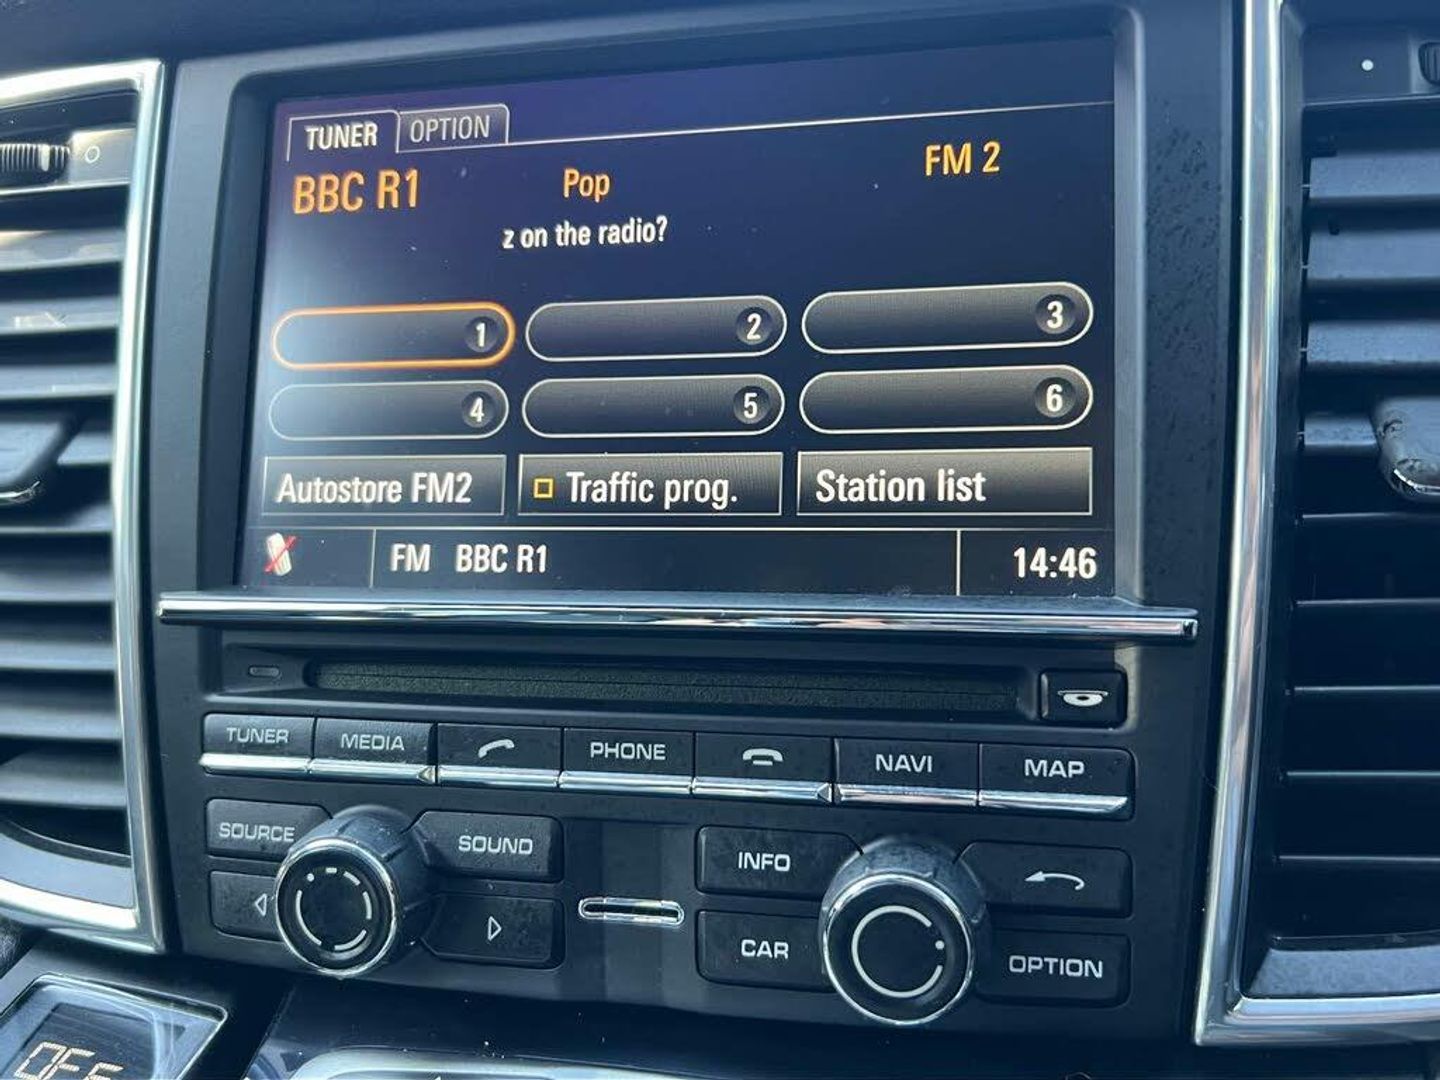 TUNER OPTION
BBC R1 Pop FM 2
z on the radio?
1 2 3
4 5 6
Autostore FM2 Traffic prog. Station list
FM BBC R1 14:46
TUNER MEDIA PHONE NAVI MAP
SOURCE SOUND INFO
CAR OPTION
OFF